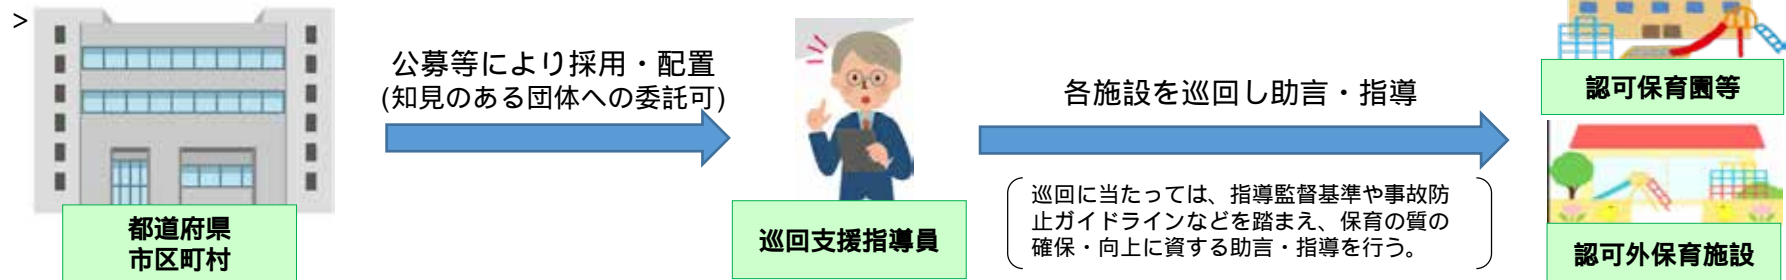 >
公募等により採用・配置
(知見のある団体への委託可)
各施設を巡回し助言・指導
認可保育園等
巡回に当たっては、指導監督基準や事故防
止ガイドラインなどを踏まえ、保育の質の
確保・向上に資する助言・指導を行う。
都道府県
市区町村
巡回支援指導員
認可外保育施設